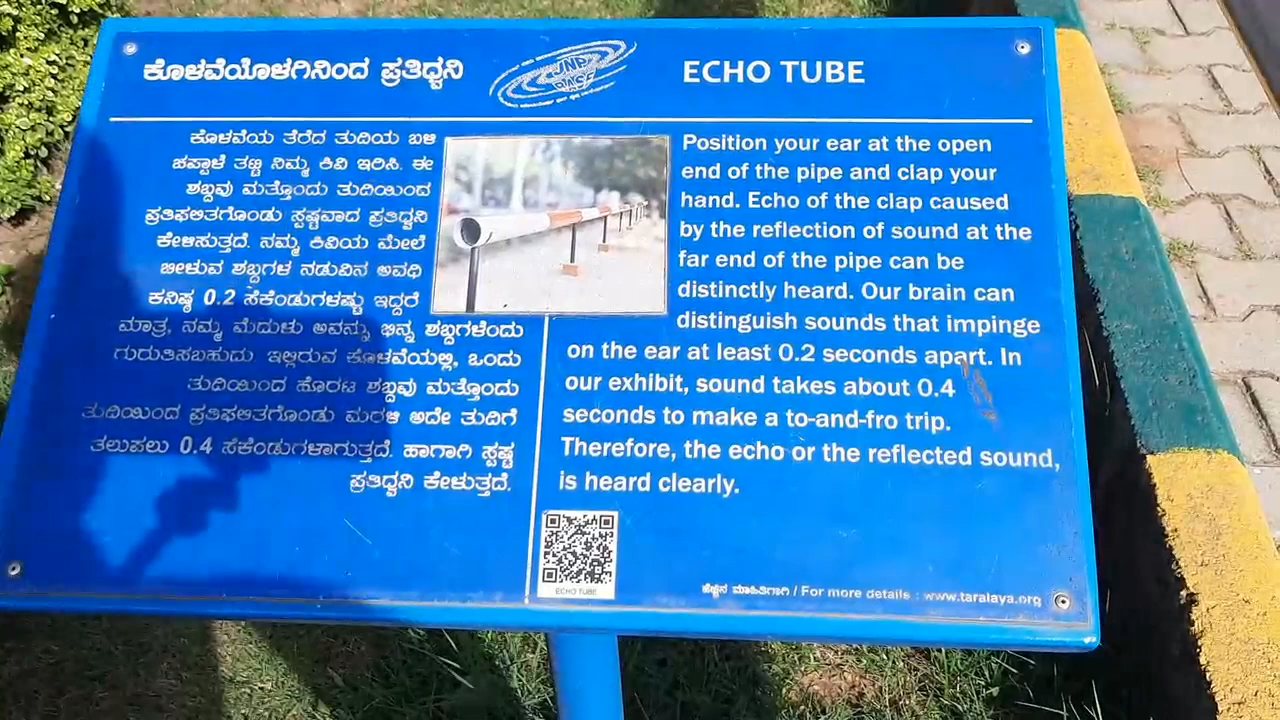 ಕೊಳವೆಯೊಳಗಿನಿಂದ ಪ್ರತಿಧ್ವನಿ
JNP
ECHO TUBE
ಕೊಳವೆಯ ತೆರೆದ ತುದಿಯ ಬಳಿ
ಚಪ್ಪಾಳೆ ತಟ್ಟಿ ನಿಮ್ಮ ಕಿವಿ ಇರಿಸಿ. ಈ
ಶಬ್ದವು ಮತ್ತೊಂದು ತುದಿಯಿಂದ
ಪ್ರತಿಫಲಿತಗೊಂಡು ಸ್ಪಷ್ಟವಾದ ಪ್ರತಿಧ್ವನಿ
ಕೇಳಿಸುತ್ತದೆ. ನಮ್ಮ ಕಿವಿಯ ಮೇಲೆ
ಬೀಳುವ ಶಬ್ದಗಳ ನಡುವಿನ ಅವಧಿ
ಕನಿಷ್ಠ 0.2 ಸೆಕೆಂಡುಗಳಷ್ಟು ಇದ್ದರೆ
ಮಾತ್ರ, ನಮ್ಮ ಮೆದುಳು ಅವನ್ನು ಭಿನ್ನ ಶಬ್ದಗಳೆಂದು
ಗುರುತಿಸಬಹುದು ಇಲ್ಲಿರುವ ಕೊಳವೆಯಲ್ಲಿ, ಒಂದು
ತುದಿಯಿಂದ ಹೊರಟ ಶಬ್ದವು ಮತ್ತೊಂದು
ತುದಿಯಿಂದ ಪ್ರತಿಫಲಿತಗೊಂಡು ಮರಳಿ ಅದೇ ತುದಿಗೆ
ತಲುಪಲು 0.4 ಸೆಕೆಂಡುಗಳಾಗುತ್ತದೆ. ಹಾಗಾಗಿ ಸ್ಪಷ್ಟ
ಪ್ರತಿಧ್ವನಿ ಕೇಳುತ್ತದೆ.
Position your ear at the open
end of the pipe and clap your
hand. Echo of the clap caused
by the reflection of sound at the
far end of the pipe can be
distinctly heard. Our brain can
distinguish sounds that impinge
on the ear at least 0.2 seconds apart. In
our exhibit, sound takes about 0.4
seconds to make a to-and-fro trip.
Therefore, the echo or the reflected sound,
is heard clearly.
ECHO TUBE
ಹೆಚ್ಚಿನ ಮಾಹಿತಿಗಾಗಿ / For more details : www.taralaya.org